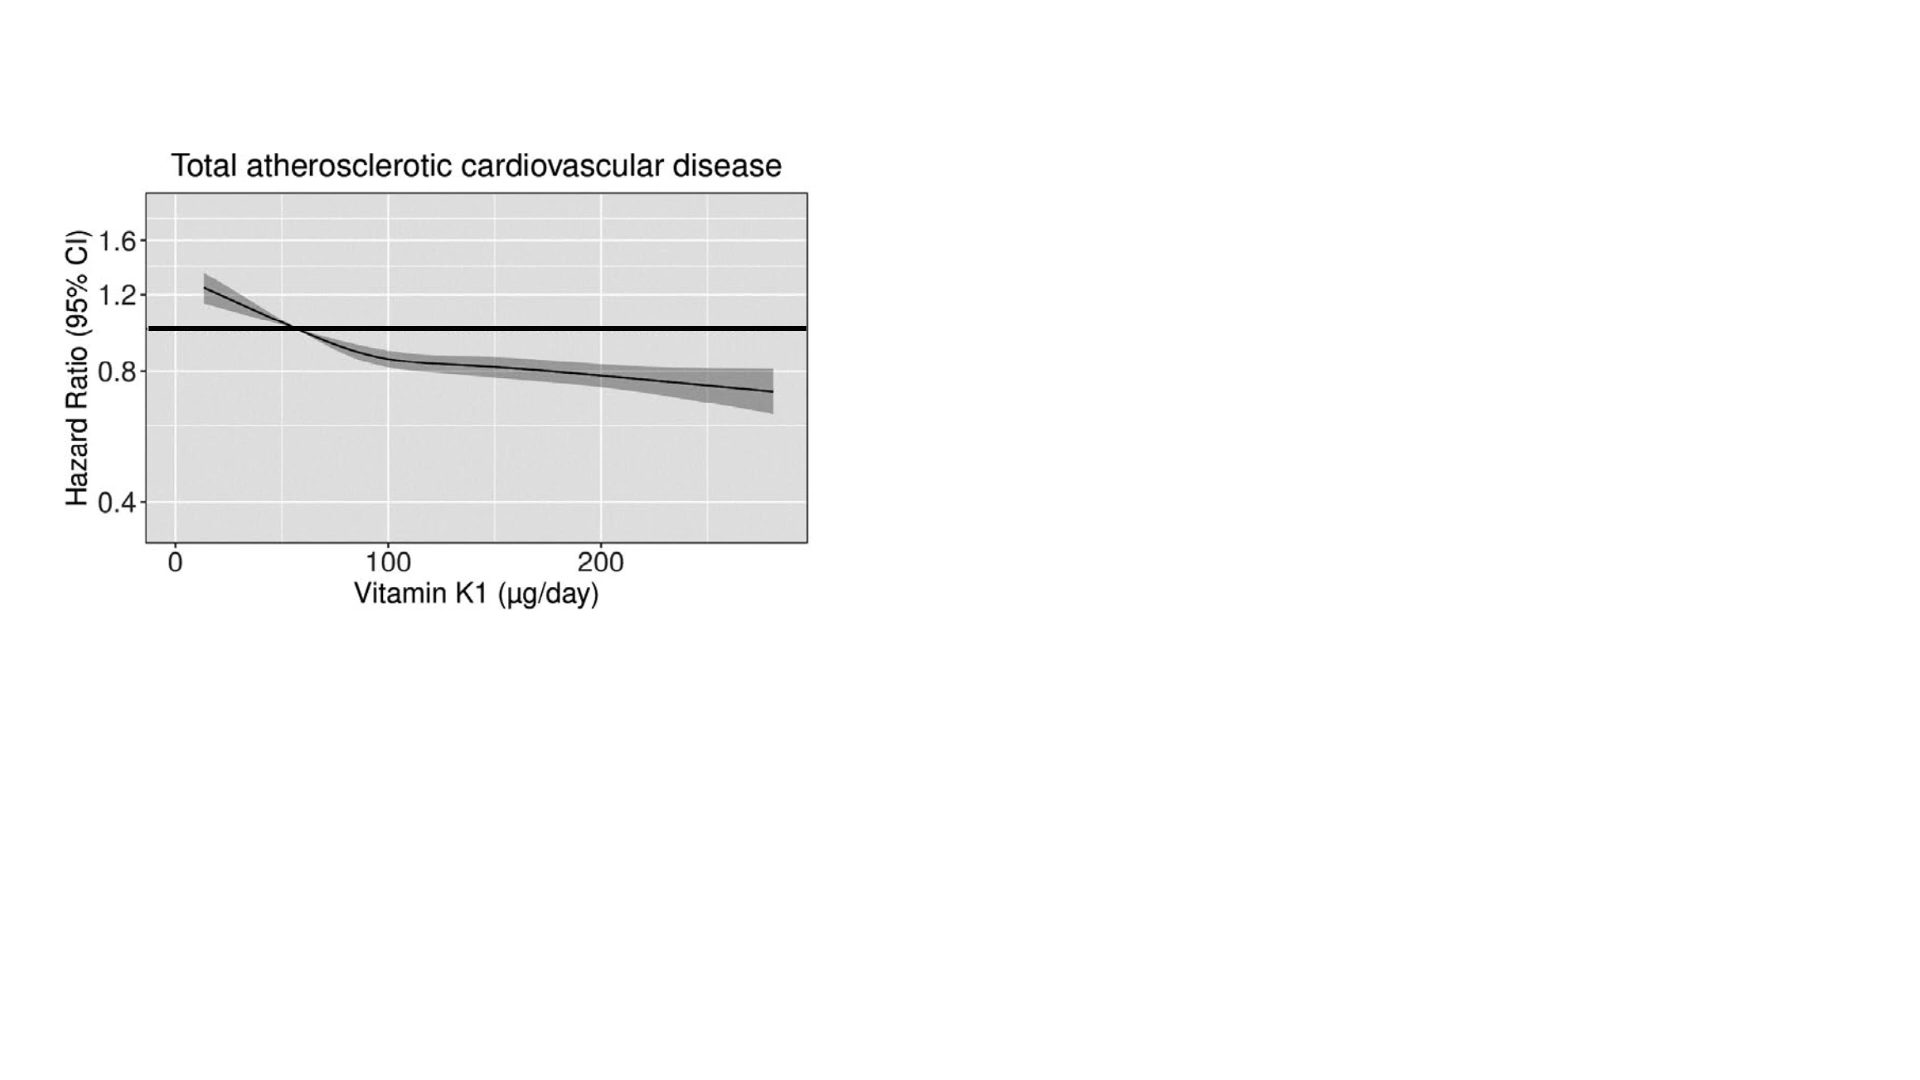 Total atherosclerotic cardiovascular disease
Hazard Ratio (95% CI)
1.6
1.2
0.8
0.4
0
100
200
Vitamin K1 (µg/day)